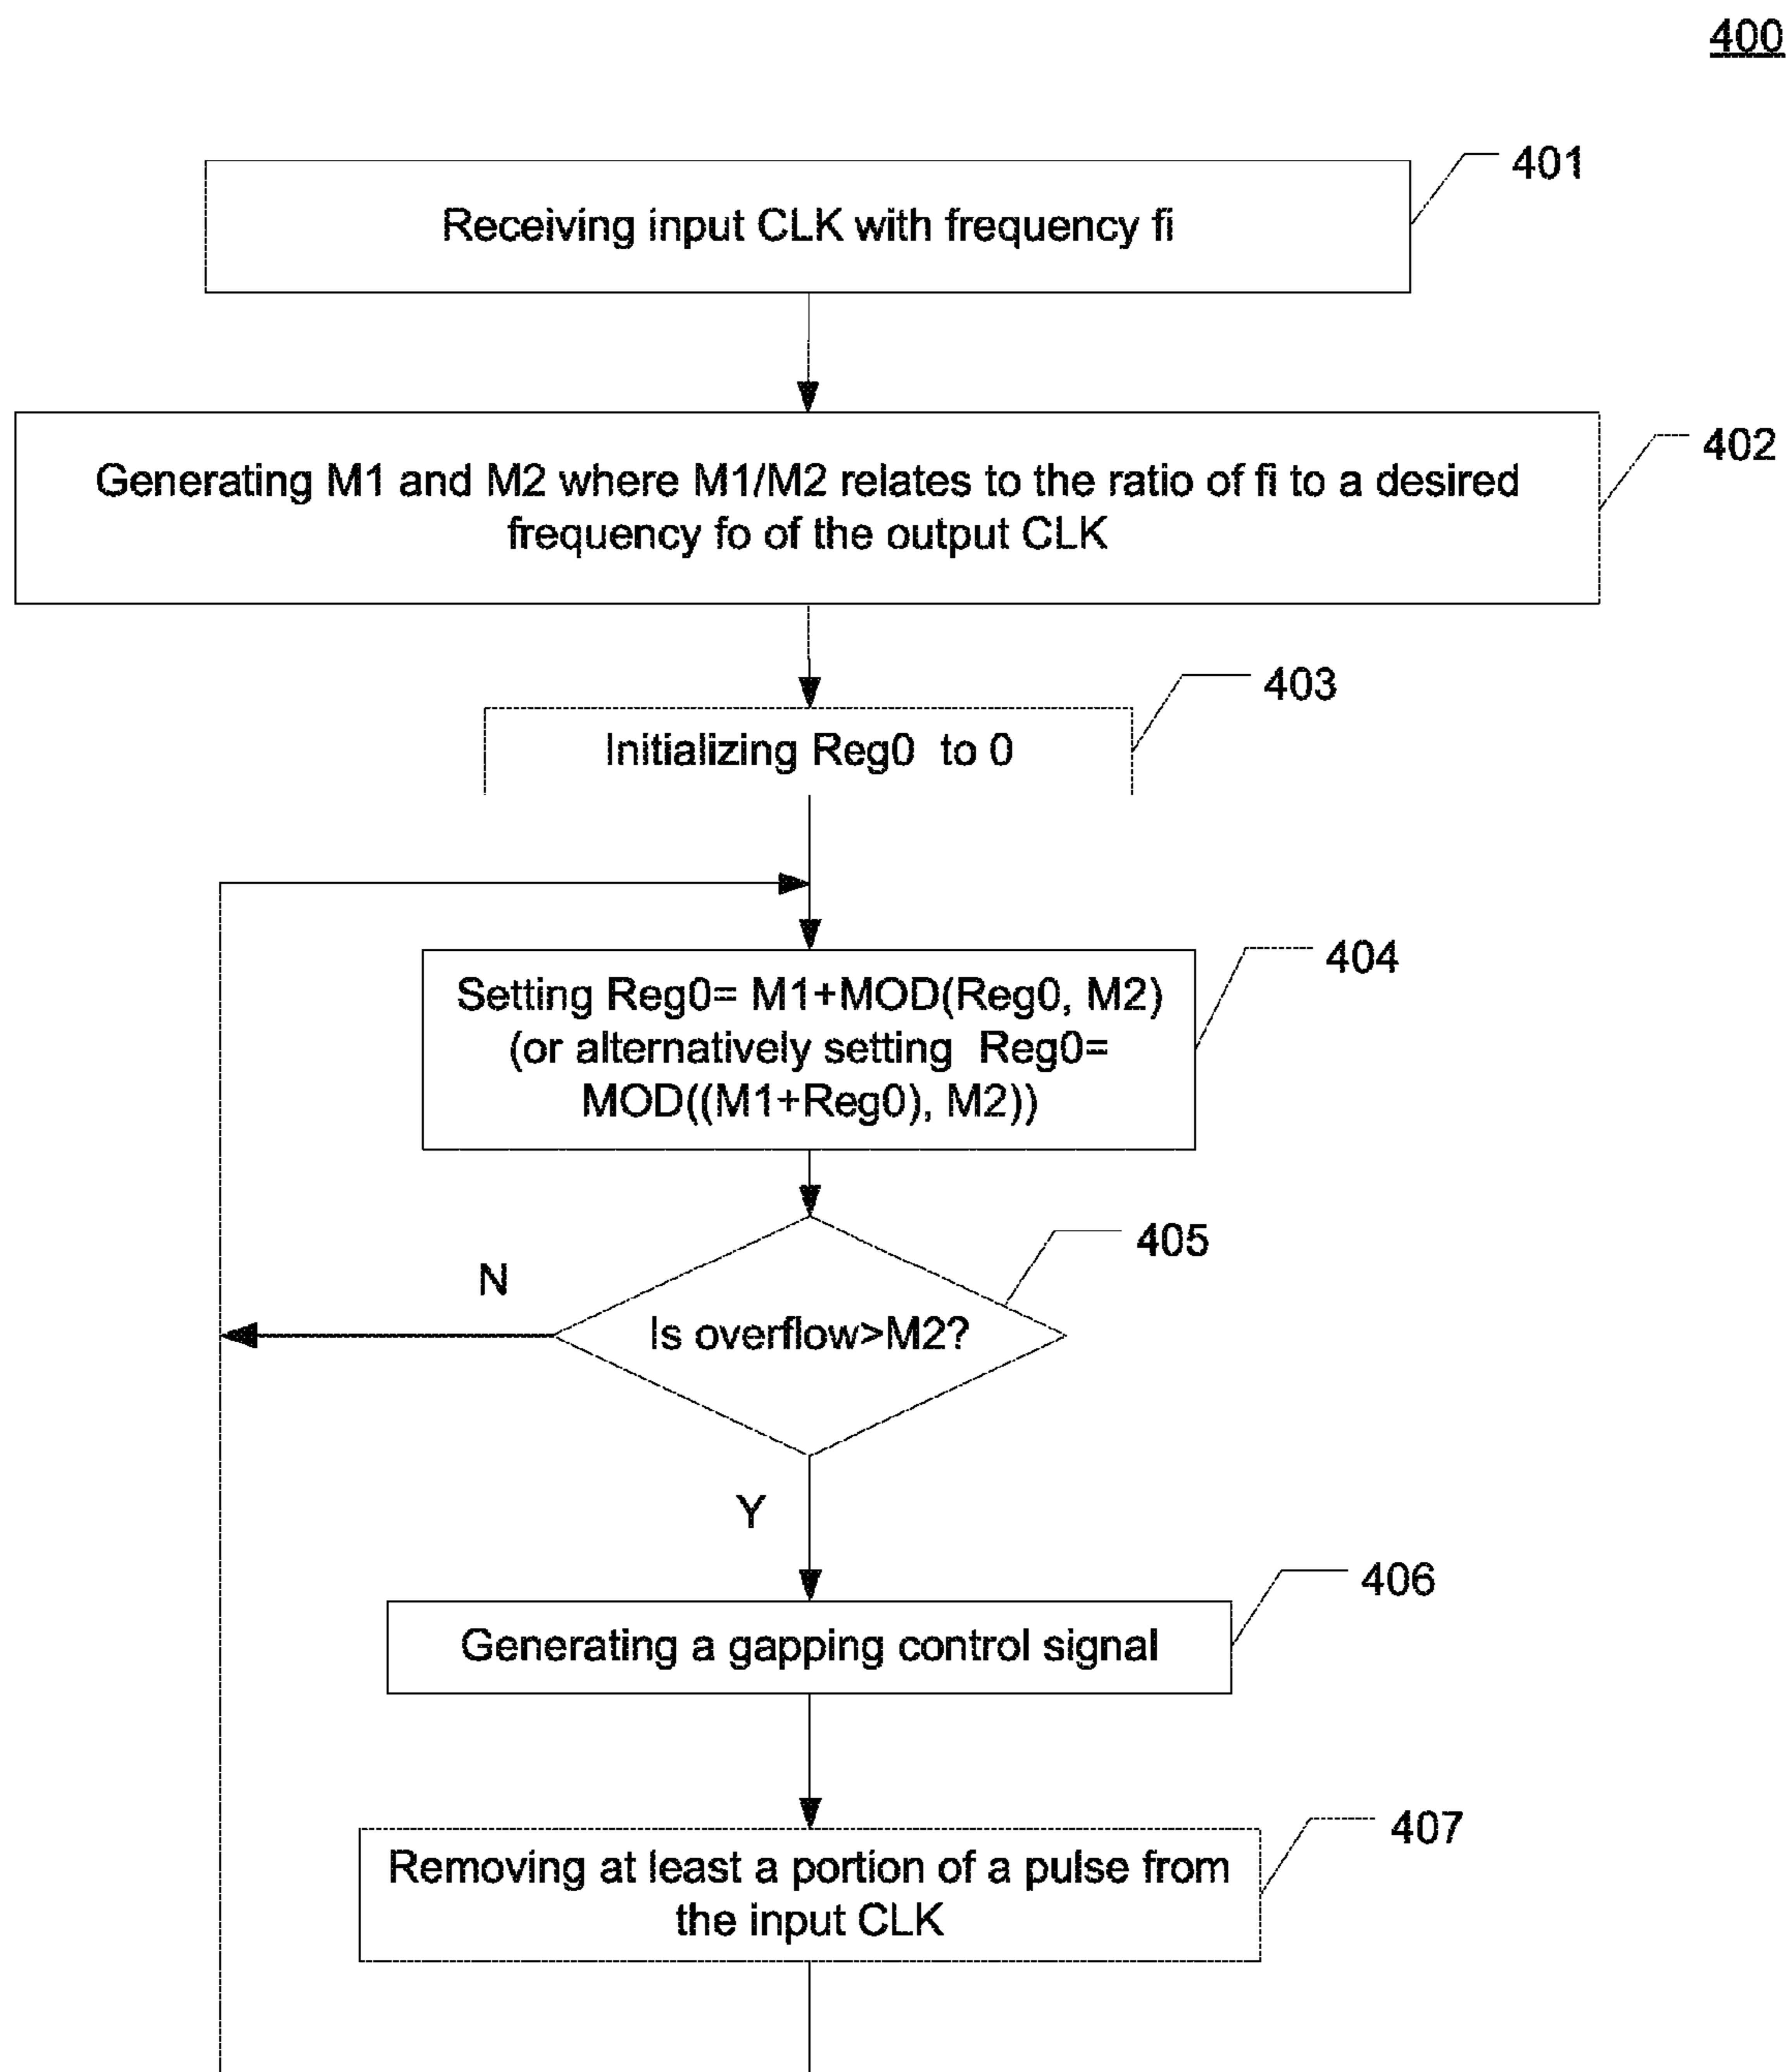 400
401
Receiving input CLK with frequency fi
402
Generating M1 and M2 where M1/M2 relates to the ratio of fi to a desired
frequency fo of the output CLK
403
Initializing Reg0 to 0
404
Setting Reg0= M1+MOD(Reg0, M2)
(or alternatively setting Reg0=
MOD((M1+Reg0), M2))
405
N
Is overflow>M2?
Y
406
Generating a gapping control signal
407
Removing at least a portion of a pulse from
the input CLK